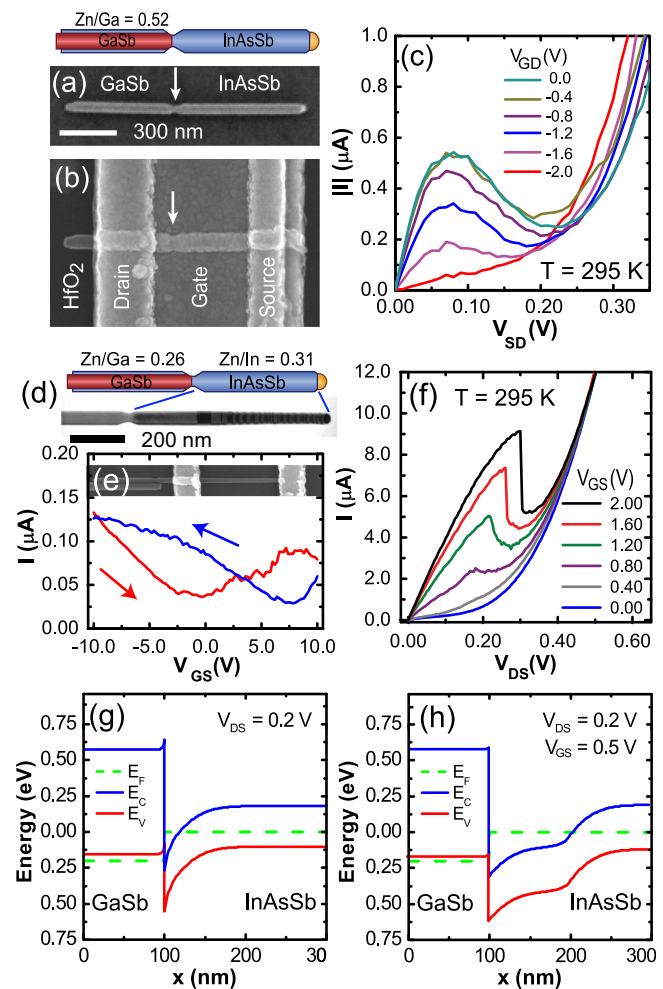 Zn/Ga = 0.52
GaSb InAsSb
(a) GaSb InAsSb
300 nm
(b)
HfO2 Drain Gate Source
(c) VGD(V)
0.0
-0.4
-0.8
-1.2
-1.6
-2.0
T = 295 K
|I| (μA)
1.0
0.8
0.6
0.4
0.2
0.0
0.00 0.10 0.20 0.30
VSD(V)
Zn/Ga = 0.26 Zn/In = 0.31
(d) GaSb InAsSb
200 nm
(e)
I (μA)
0.20
0.15
0.10
0.05
0.00
-10.0 -5.0 0.0 5.0 10.0
VGS(V)
(f) T = 295 K
VGS(V)
2.00
1.60
1.20
0.80
0.40
0.00
I (μA)
12.0
10.0
8.0
6.0
4.0
2.0
0.0
0.00 0.20 0.40 0.60
VDS(V)
(g) VDS = 0.2 V
EF
EC
EV
GaSb InAsSb
Energy (eV)
0.75
0.50
0.25
0.00
0.25
0.50
0.75
0 100 200 300
x (nm)
(h) VDS = 0.2 V
VGS = 0.5 V
EF
EC
EV
GaSb InAsSb
Energy (eV)
0.75
0.50
0.25
0.00
0.25
0.50
0.75
0 100 200 300
x (nm)